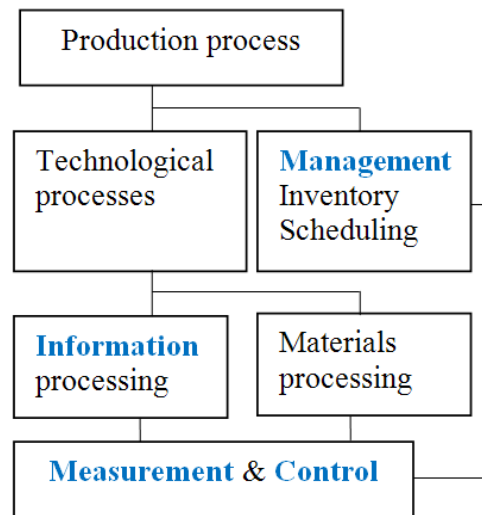 Production process
Technological
processes
Management
Inventory
Scheduling
Information
processing
Materials
processing
Measurement & Control